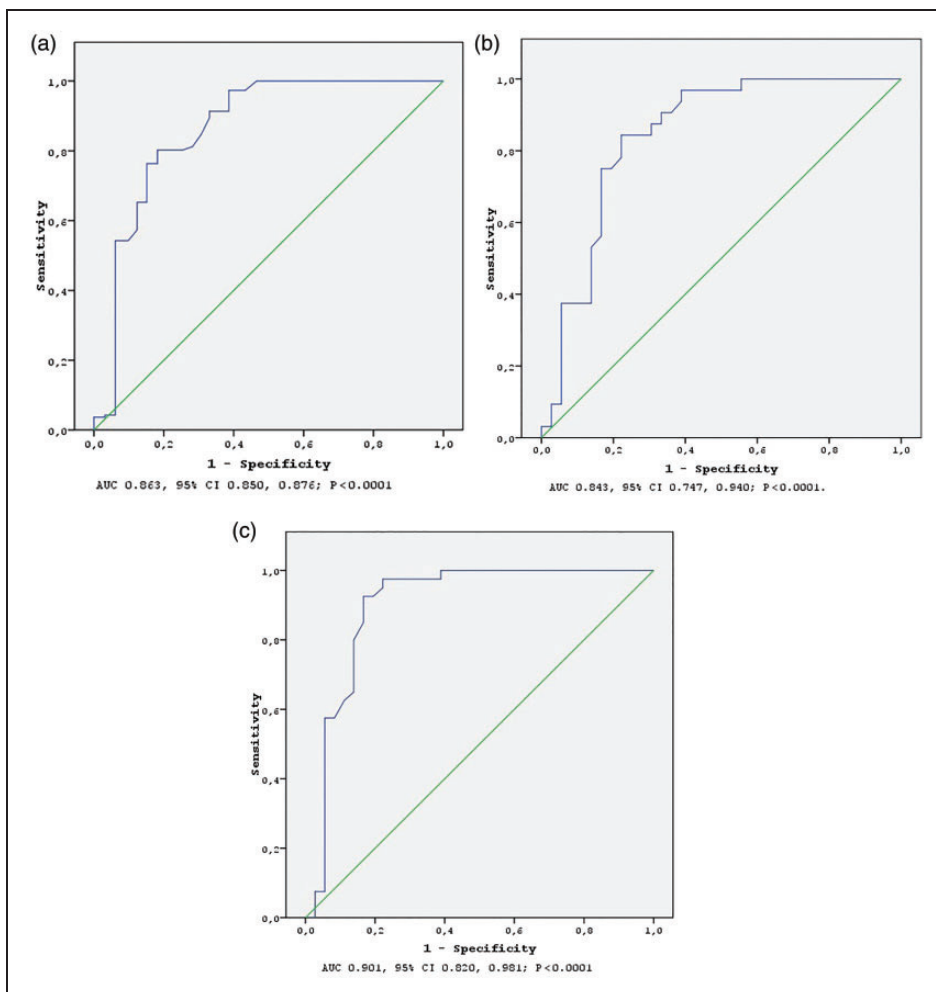 (a)
1,0
0,8
0,6
0,4
0,2
0,0
Sensitivity
0,0 0,2 0,4 0,6 0,8 1,0
1 - Specificity
AUC 0.863, 95% CI 0.850, 0.876; P<0.0001
(b)
1,0
0,8
0,6
0,4
0,2
0,0
Sensitivity
0,0 0,2 0,4 0,6 0,8 1,0
1 - Specificity
AUC 0.843, 95% CI 0.747, 0.940; P<0.0001.
(c)
1,0
0,8
0,6
0,4
0,2
0,0
Sensitivity
0,0 0,2 0,4 0,6 0,8 1,0
1 - Specificity
AUC 0.901, 95% CI 0.820, 0.981; P<0.0001